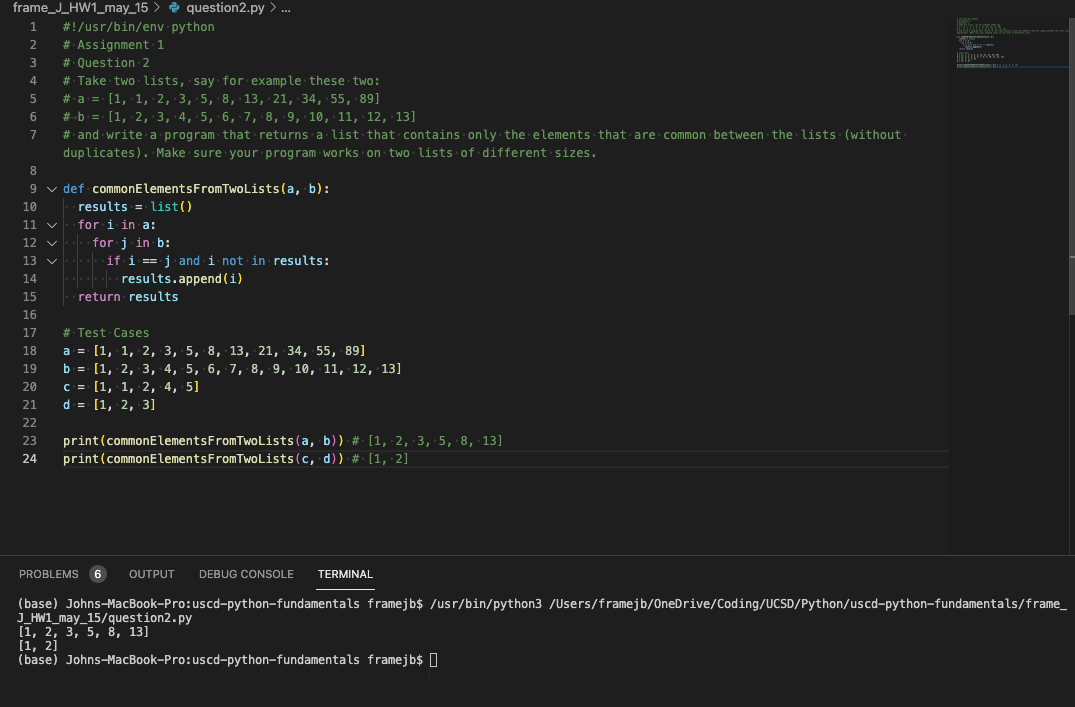 frame_J_HW1_may_15 > question2.py > ...
1 #!/usr/bin/env python
2 # Assignment 1
3 # Question 2
4 # Take two lists, say for example these two:
5 # a = [1, 1, 2, 3, 5, 8, 13, 21, 34, 55, 89]
6 # b = [1, 2, 3, 4, 5, 6, 7, 8, 9, 10, 11, 12, 13]
7 # and write a program that returns a list that contains only the elements that are common between the lists (without
duplicates). Make sure your program works on two lists of different sizes.
8
9 def commonElementsFromTwoLists(a, b):
10   results = list()
11   for i in a:
12     for j in b:
13       if i == j and i not in results:
14         results.append(i)
15   return results
16
17 # Test Cases
18 a = [1, 1, 2, 3, 5, 8, 13, 21, 34, 55, 89]
19 b = [1, 2, 3, 4, 5, 6, 7, 8, 9, 10, 11, 12, 13]
20 c = [1, 1, 2, 4, 5]
21 d = [1, 2, 3]
22
23 print(commonElementsFromTwoLists(a, b)) # [1, 2, 3, 5, 8, 13]
24 print(commonElementsFromTwoLists(c, d)) # [1, 2]
PROBLEMS 6 OUTPUT DEBUG CONSOLE TERMINAL
(base) Johns-MacBook-Pro:uscd-python-fundamentals framejb$ /usr/bin/python3 /Users/framejb/OneDrive/Coding/UCSD/Python/uscd-python-fundamentals/frame_
J_HW1_may_15/question2.py
[1, 2, 3, 5, 8, 13]
[1, 2]
(base) Johns-MacBook-Pro:uscd-python-fundamentals framejb$